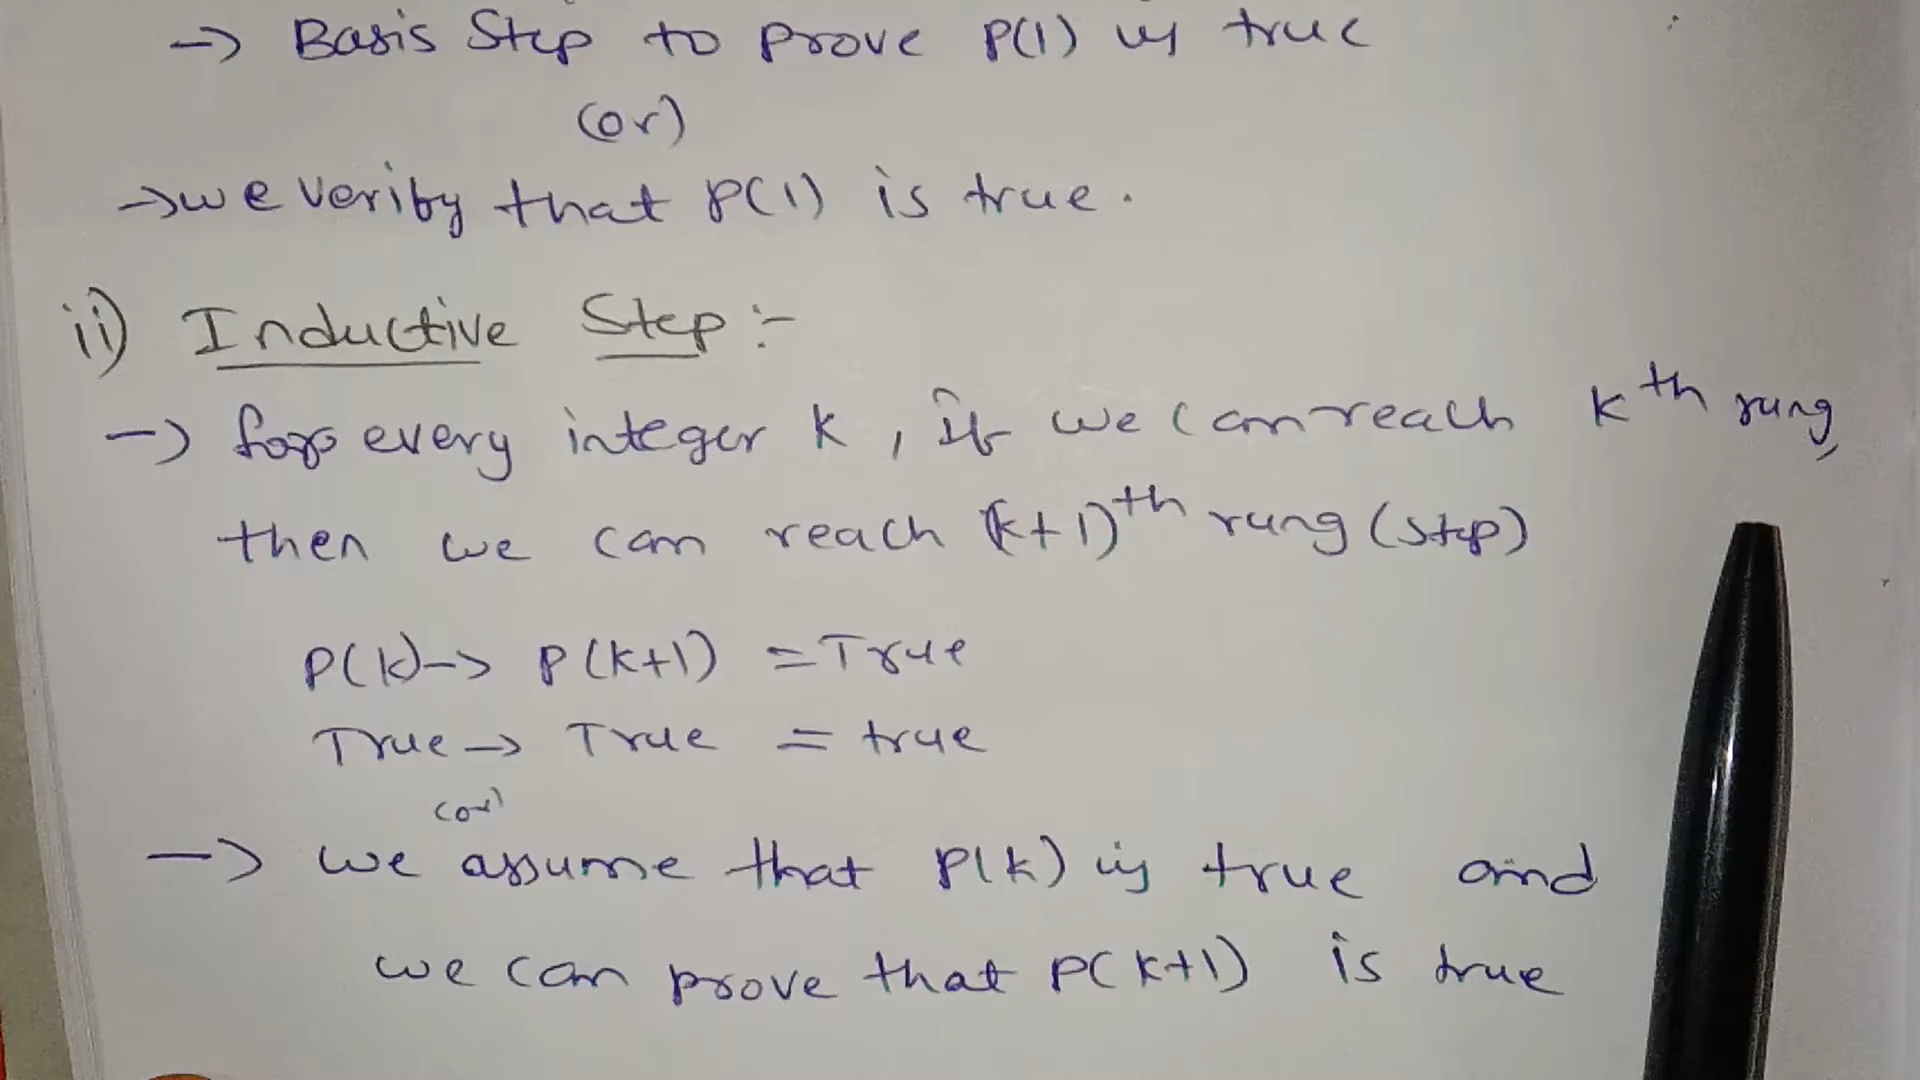 -> Basis Step to prove P(1) is true
(or)
-> we verify that P(1) is true.
ii) Inductive Step :-
-> for every integer K, if we can reach Kth rung,
then we can reach (k+1)th rung (step)
P(k) -> P(k+1) = True
True -> True = true
(or)
-> we assume that P(k) is true and
we can prove that P(k+1) is true